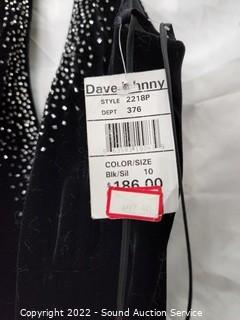 Dave Johnny
STYLE 2218P
DEPT 376
COLOR/SIZE
Blk/Sil 10
$186.00
Copyright 2022 - Sound Auction Service